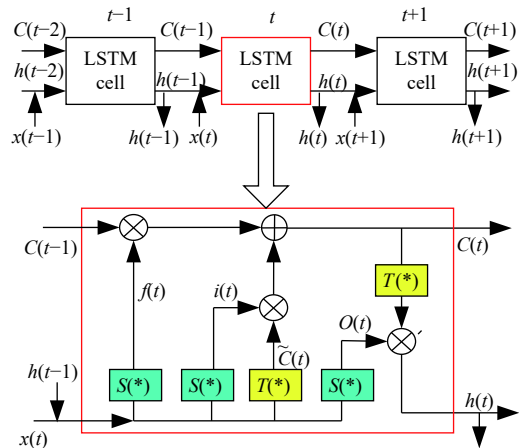 t−1 t t+1
C(t−2) C(t−1) C(t) C(t+1)
LSTM cell LSTM cell LSTM cell
h(t−2) h(t−1) h(t) h(t+1)
x(t−1) h(t−1) x(t) h(t) x(t+1) h(t+1)
C(t−1) C(t)
f(t) i(t) T(*)
O(t) ′
C̃(t)
h(t−1) S(*) S(*) T(*) S(*)
h(t)
x(t)